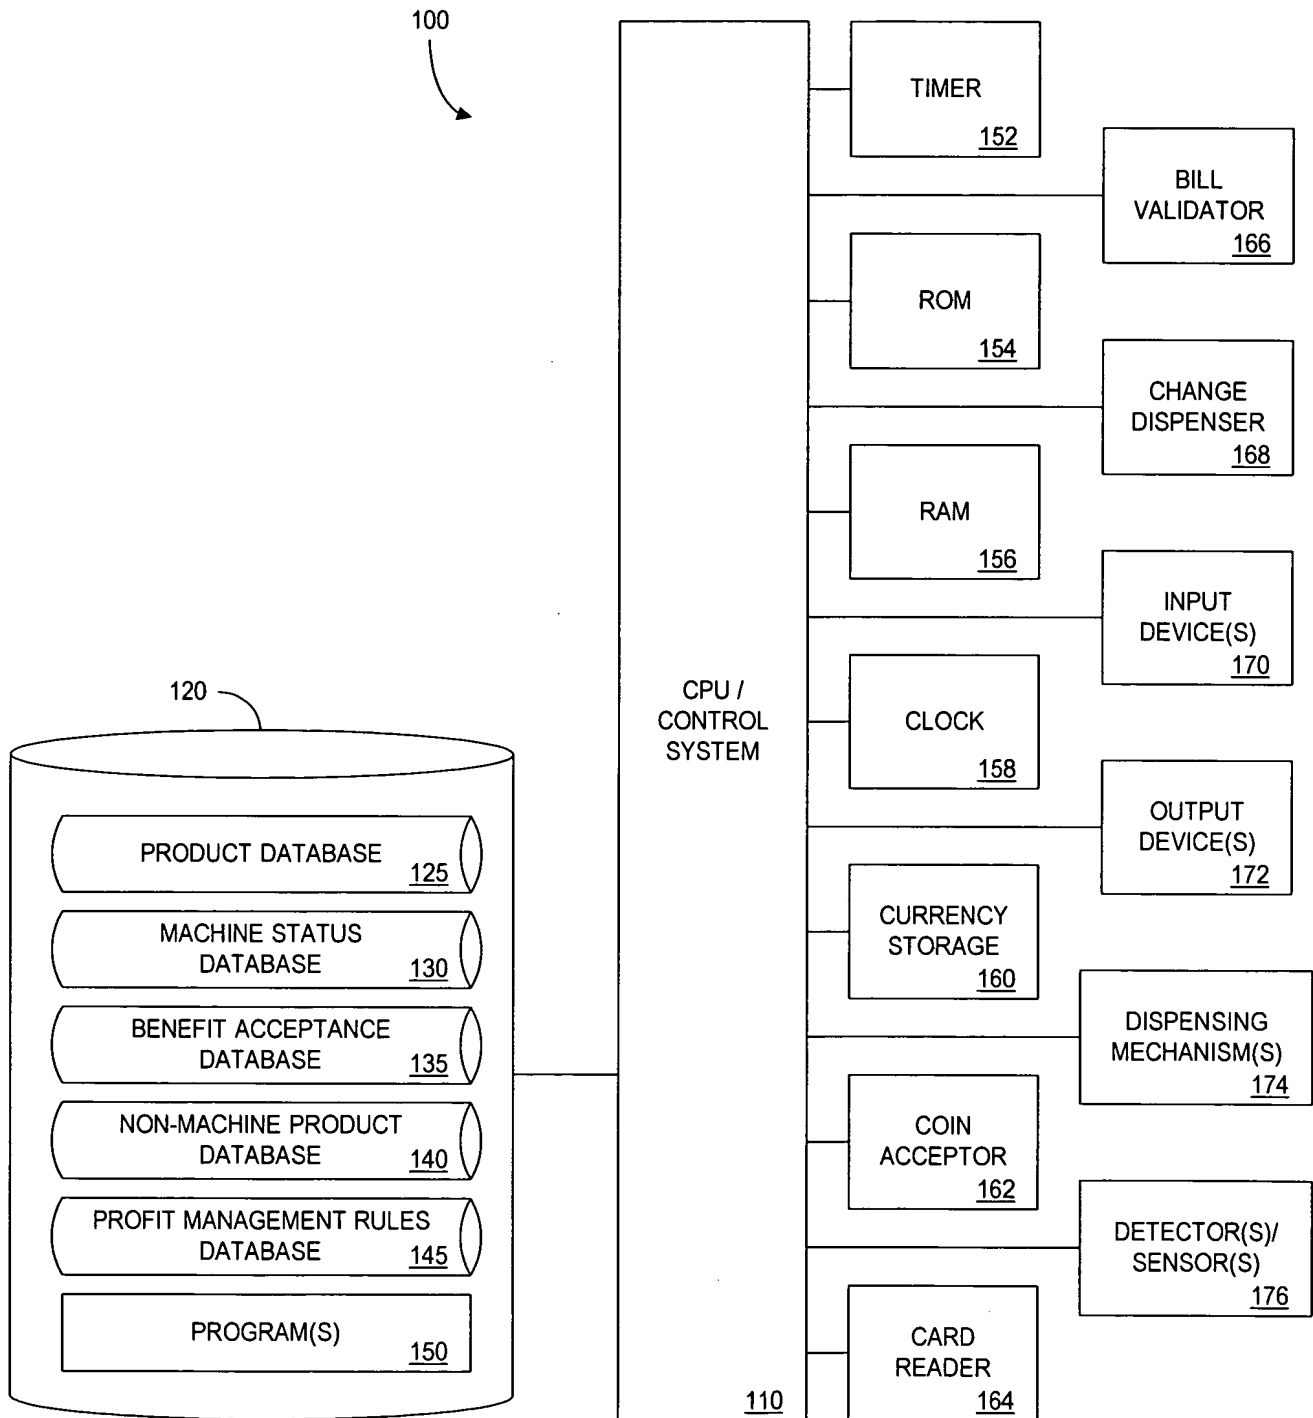 100
TIMER
152
BILL
VALIDATOR
166
ROM
154
CHANGE
DISPENSER
168
RAM
156
INPUT
DEVICE(S)
170
120
CPU /
CONTROL
SYSTEM
CLOCK
158
OUTPUT
DEVICE(S)
172
PRODUCT DATABASE
125
CURRENCY
STORAGE
160
MACHINE STATUS
DATABASE
130
DISPENSING
MECHANISM(S)
174
BENEFIT ACCEPTANCE
DATABASE
135
COIN
ACCEPTOR
162
NON-MACHINE PRODUCT
DATABASE
140
DETECTOR(S)/
SENSOR(S)
176
PROFIT MANAGEMENT RULES
DATABASE
145
PROGRAM(S)
150
CARD
READER
164
110